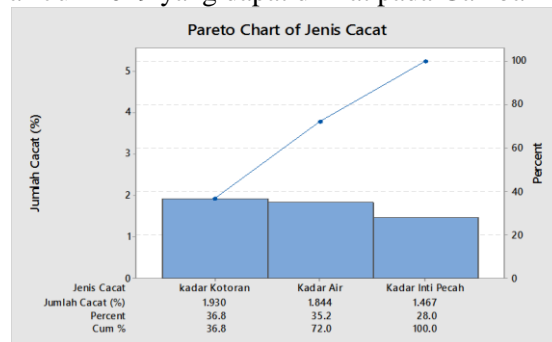 yang dapat
Pareto Chart of Jenis Cacat
Jumlah Cacat (%)
5
4
3
2
1
0
100
80
60
40
20
0
Percent
Jenis Cacat kadar Kotoran Kadar Air Kadar Inti Pecah
Jumlah Cacat (%) 1.930 1.844 1.467
Percent 36.8 35.2 28.0
Cum % 36.8 72.0 100.0